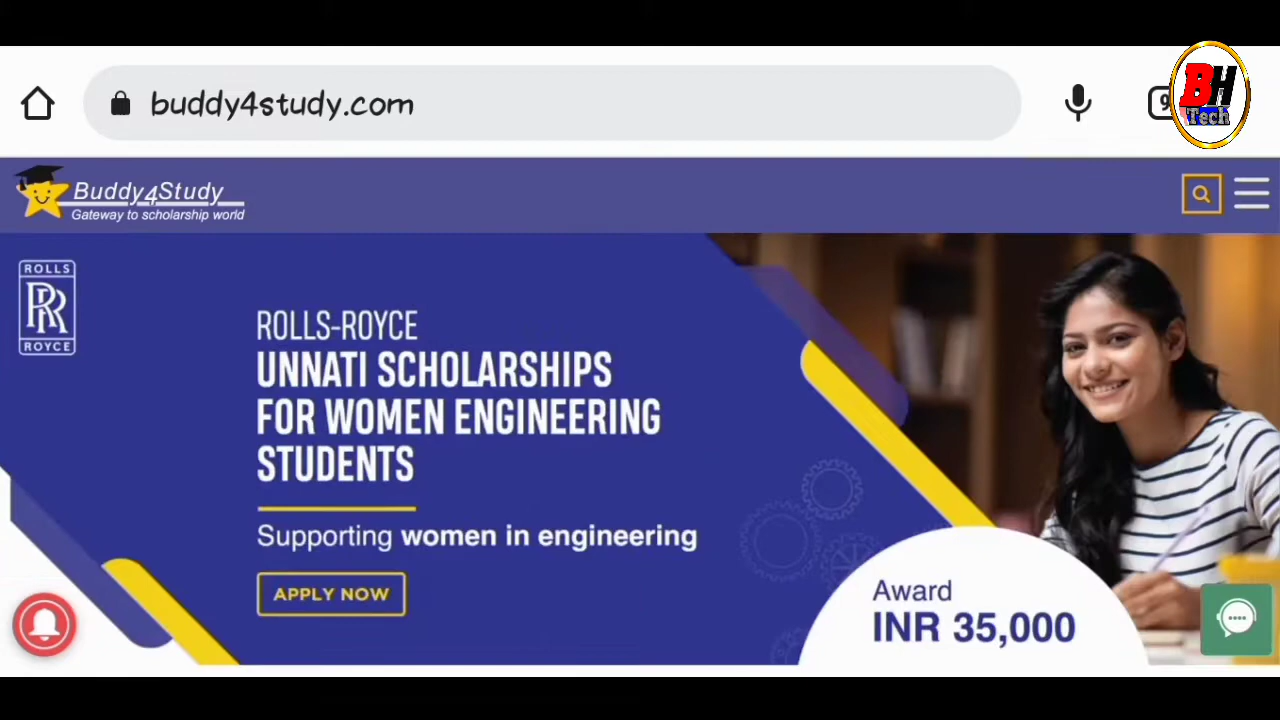 buddy4study.com
BH
Tech
Buddy4Study
Gateway to scholarship world
ROLLS
RR
ROYCE
ROLLS-ROYCE
UNNATI SCHOLARSHIPS
FOR WOMEN ENGINEERING
STUDENTS
Supporting women in engineering
APPLY NOW
Award
INR 35,000